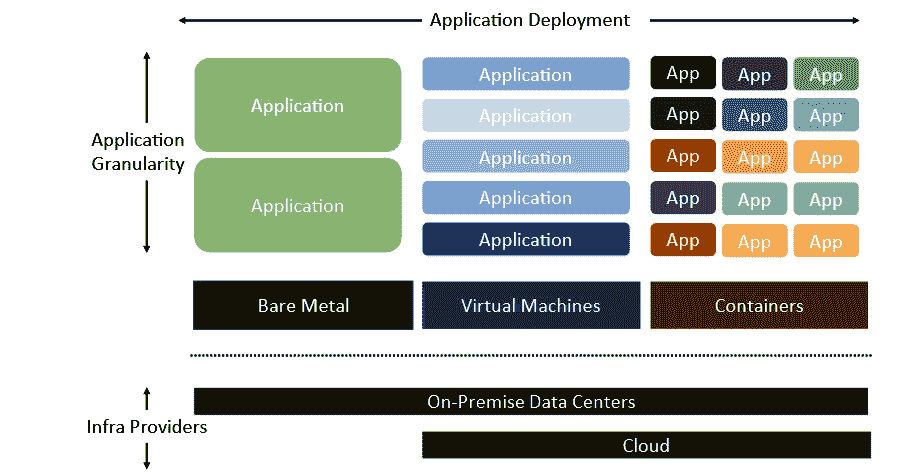 Application Deployment
Application Granularity
Application
Application
Application
Application
Application
Application
Application
App App App
App App App
App App App
App App App
App App App
Bare Metal
Virtual Machines
Containers
Infra Providers
On-Premise Data Centers
Cloud